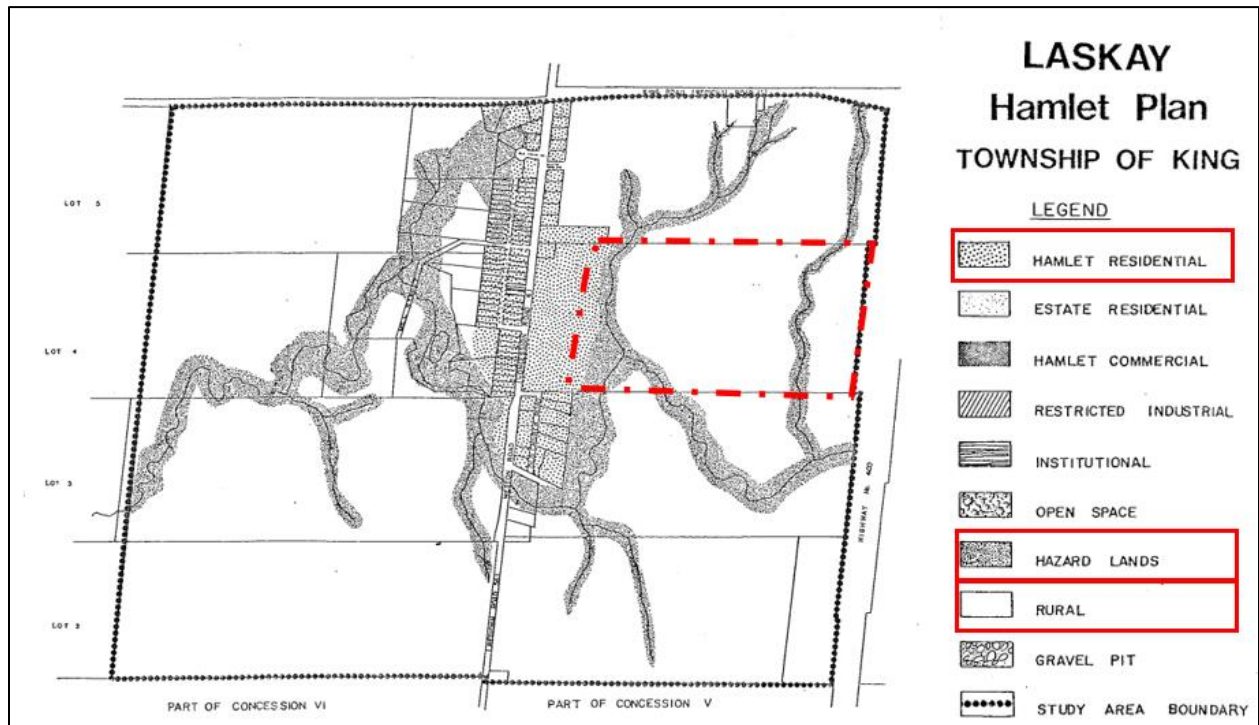 LASKAY
Hamlet Plan
TOWNSHIP OF KING
LEGEND
HAMLET RESIDENTIAL
ESTATE RESIDENTIAL
HAMLET COMMERCIAL
RESTRICTED INDUSTRIAL
INSTITUTIONAL
OPEN SPACE
HAZARD LANDS
RURAL
GRAVEL PIT
STUDY AREA BOUNDARY
LOT 5
LOT 4
LOT 3
LOT 2
HIGHWAY No. 400
PART OF CONCESSION VI
PART OF CONCESSION V